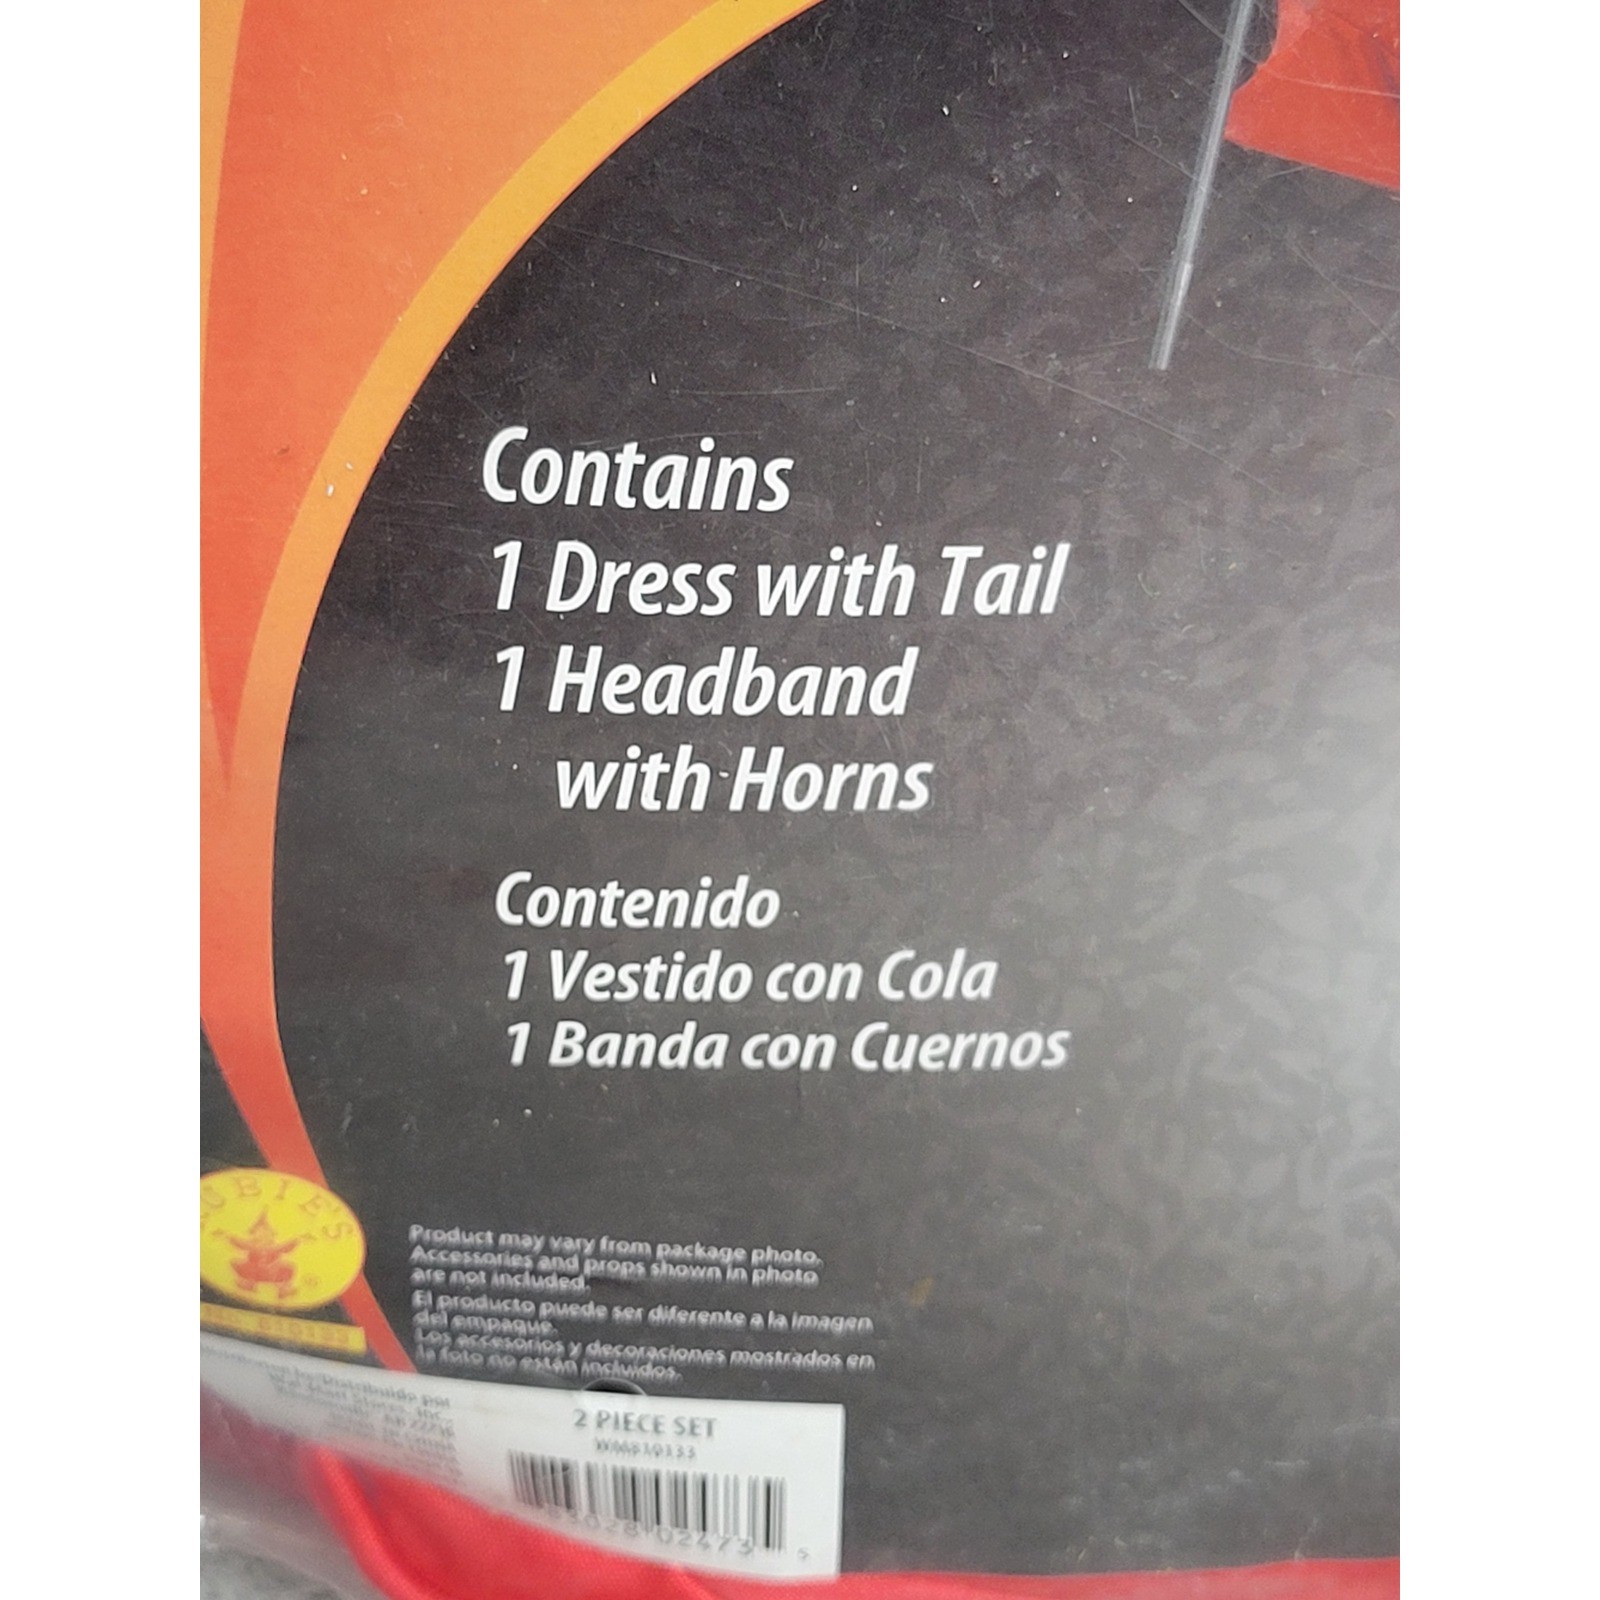 Contains
1 Dress with Tail
1 Headband
with Horns
Contenido
1 Vestido con Cola
1 Banda con Cuernos
RUBIE'S
®
Product may vary from package photo.
Accessories and props shown in photo
are not included.
El producto puede ser diferente a la imagen
del empaque.
Los accesorios y decoraciones mostrados en
la foto no están incluidos.
2 PIECE SET
WM810133